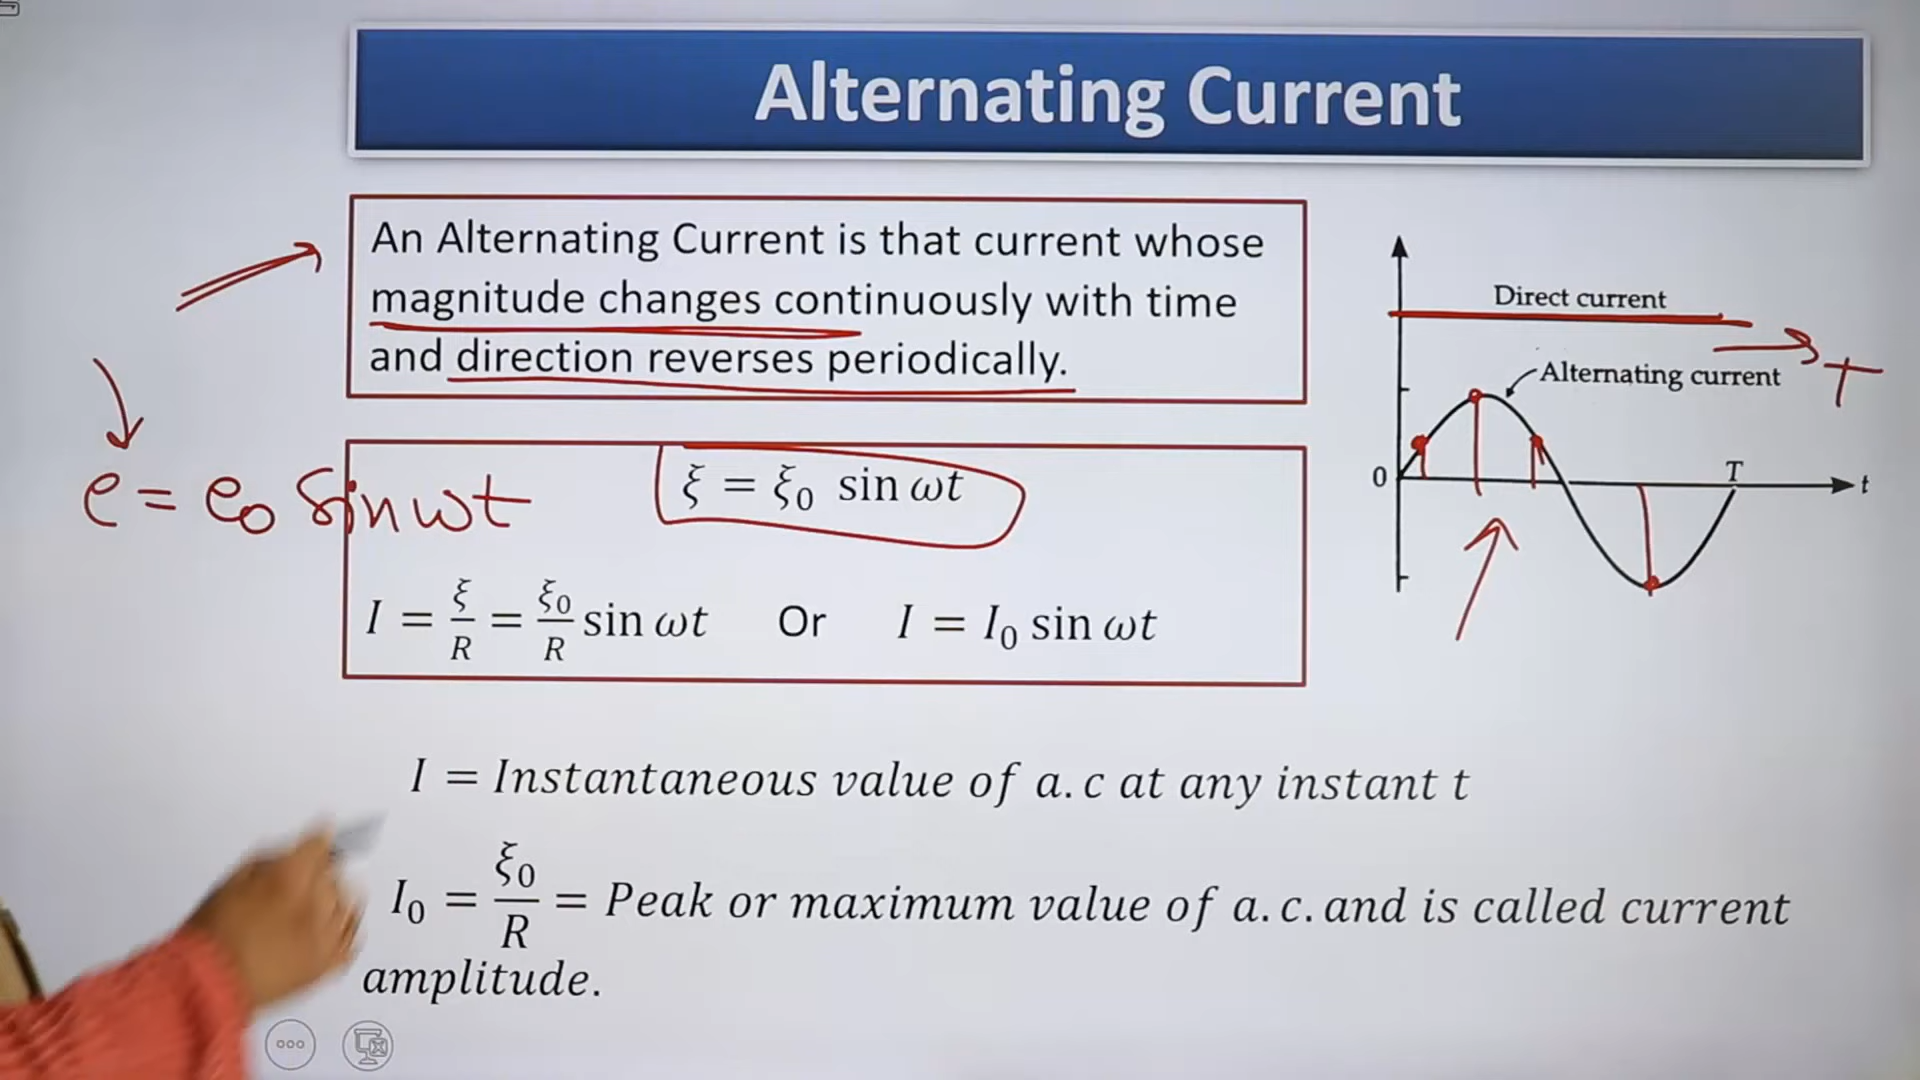 Alternating Current
An Alternating Current is that current whose
magnitude changes continuously with time
and direction reverses periodically.
e = e₀ sin ωt
ξ = ξ₀ sin ωt
I = ξ/R = ξ₀/R sin ωt Or I = I₀ sin ωt
Direct current
T
Alternating current
0
T
t
I = Instantaneous value of a.c at any instant t
I₀ = ξ₀/R = Peak or maximum value of a.c. and is called current
amplitude.